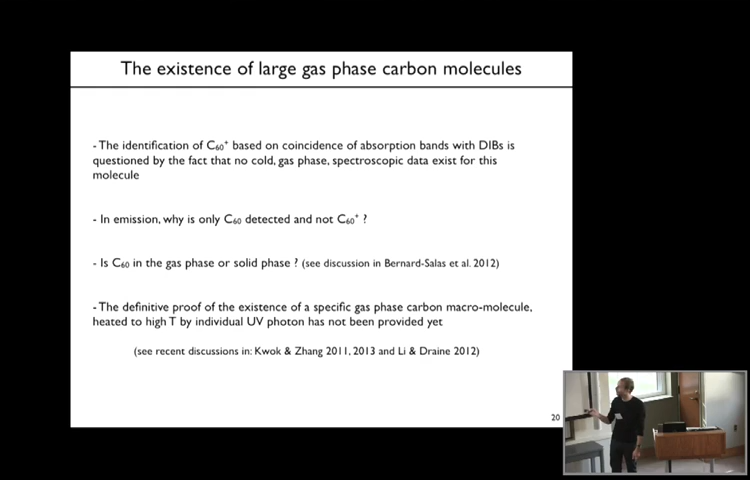 The existence of large gas phase carbon molecules
- The identification of C₆₀⁺ based on coincidence of absorption bands with DIBs is
questioned by the fact that no cold, gas phase, spectroscopic data exist for this
molecule
- In emission, why is only C₆₀ detected and not C₆₀⁺ ?
- Is C₆₀ in the gas phase or solid phase ? (see discussion in Bernard-Salas et al. 2012)
- The definitive proof of the existence of a specific gas phase carbon macro-molecule,
heated to high T by individual UV photon has not been provided yet
(see recent discussions in: Kwok & Zhang 2011, 2013 and Li & Draine 2012)
20